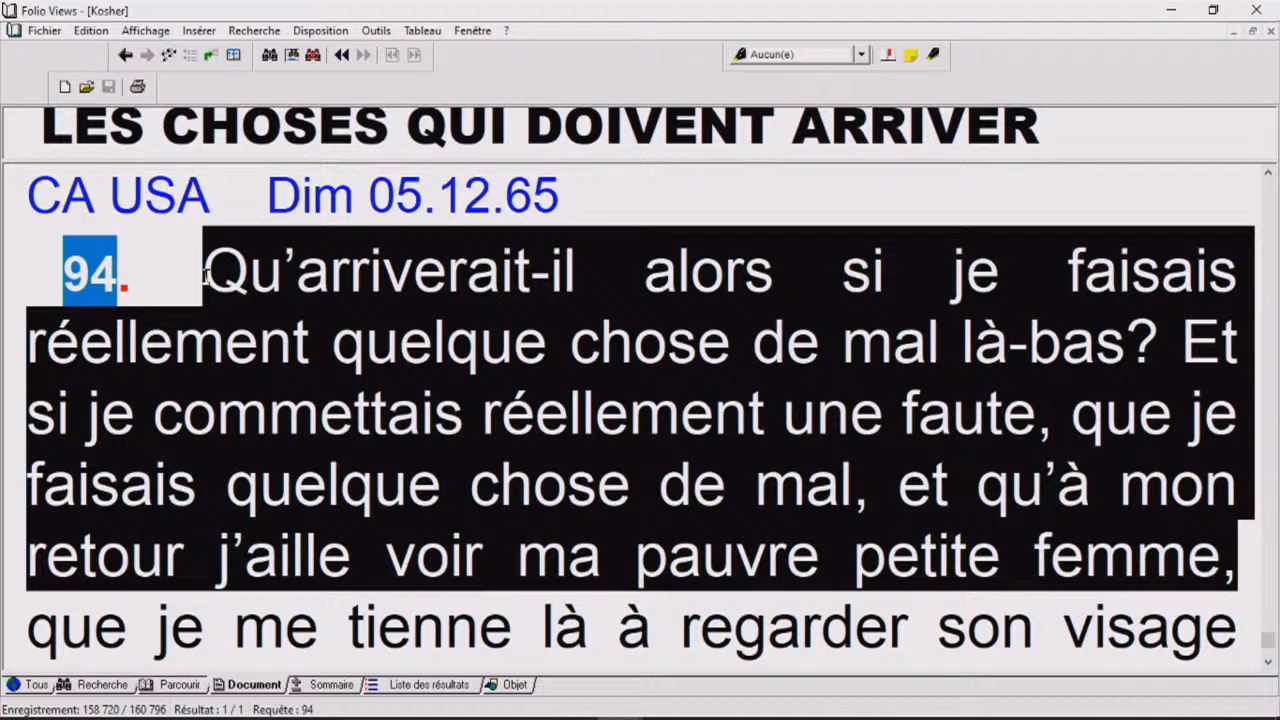 Folio Views - [Kosher]
Fichier Edition Affichage Insérer Recherche Disposition Outils Tableau Fenêtre ?
Aucun(e)
LES CHOSES QUI DOIVENT ARRIVER
CA USA Dim 05.12.65
94. Qu’arriverait-il alors si je faisais
réellement quelque chose de mal là-bas? Et
si je commettais réellement une faute, que je
faisais quelque chose de mal, et qu’à mon
retour j’aille voir ma pauvre petite femme,
que je me tienne là à regarder son visage
Tous Recherche Parcourir Document Sommaire Liste des résultats Objet
Enregistrement: 158 720 / 160 796 Résultat : 1 / 1 Requête : 94